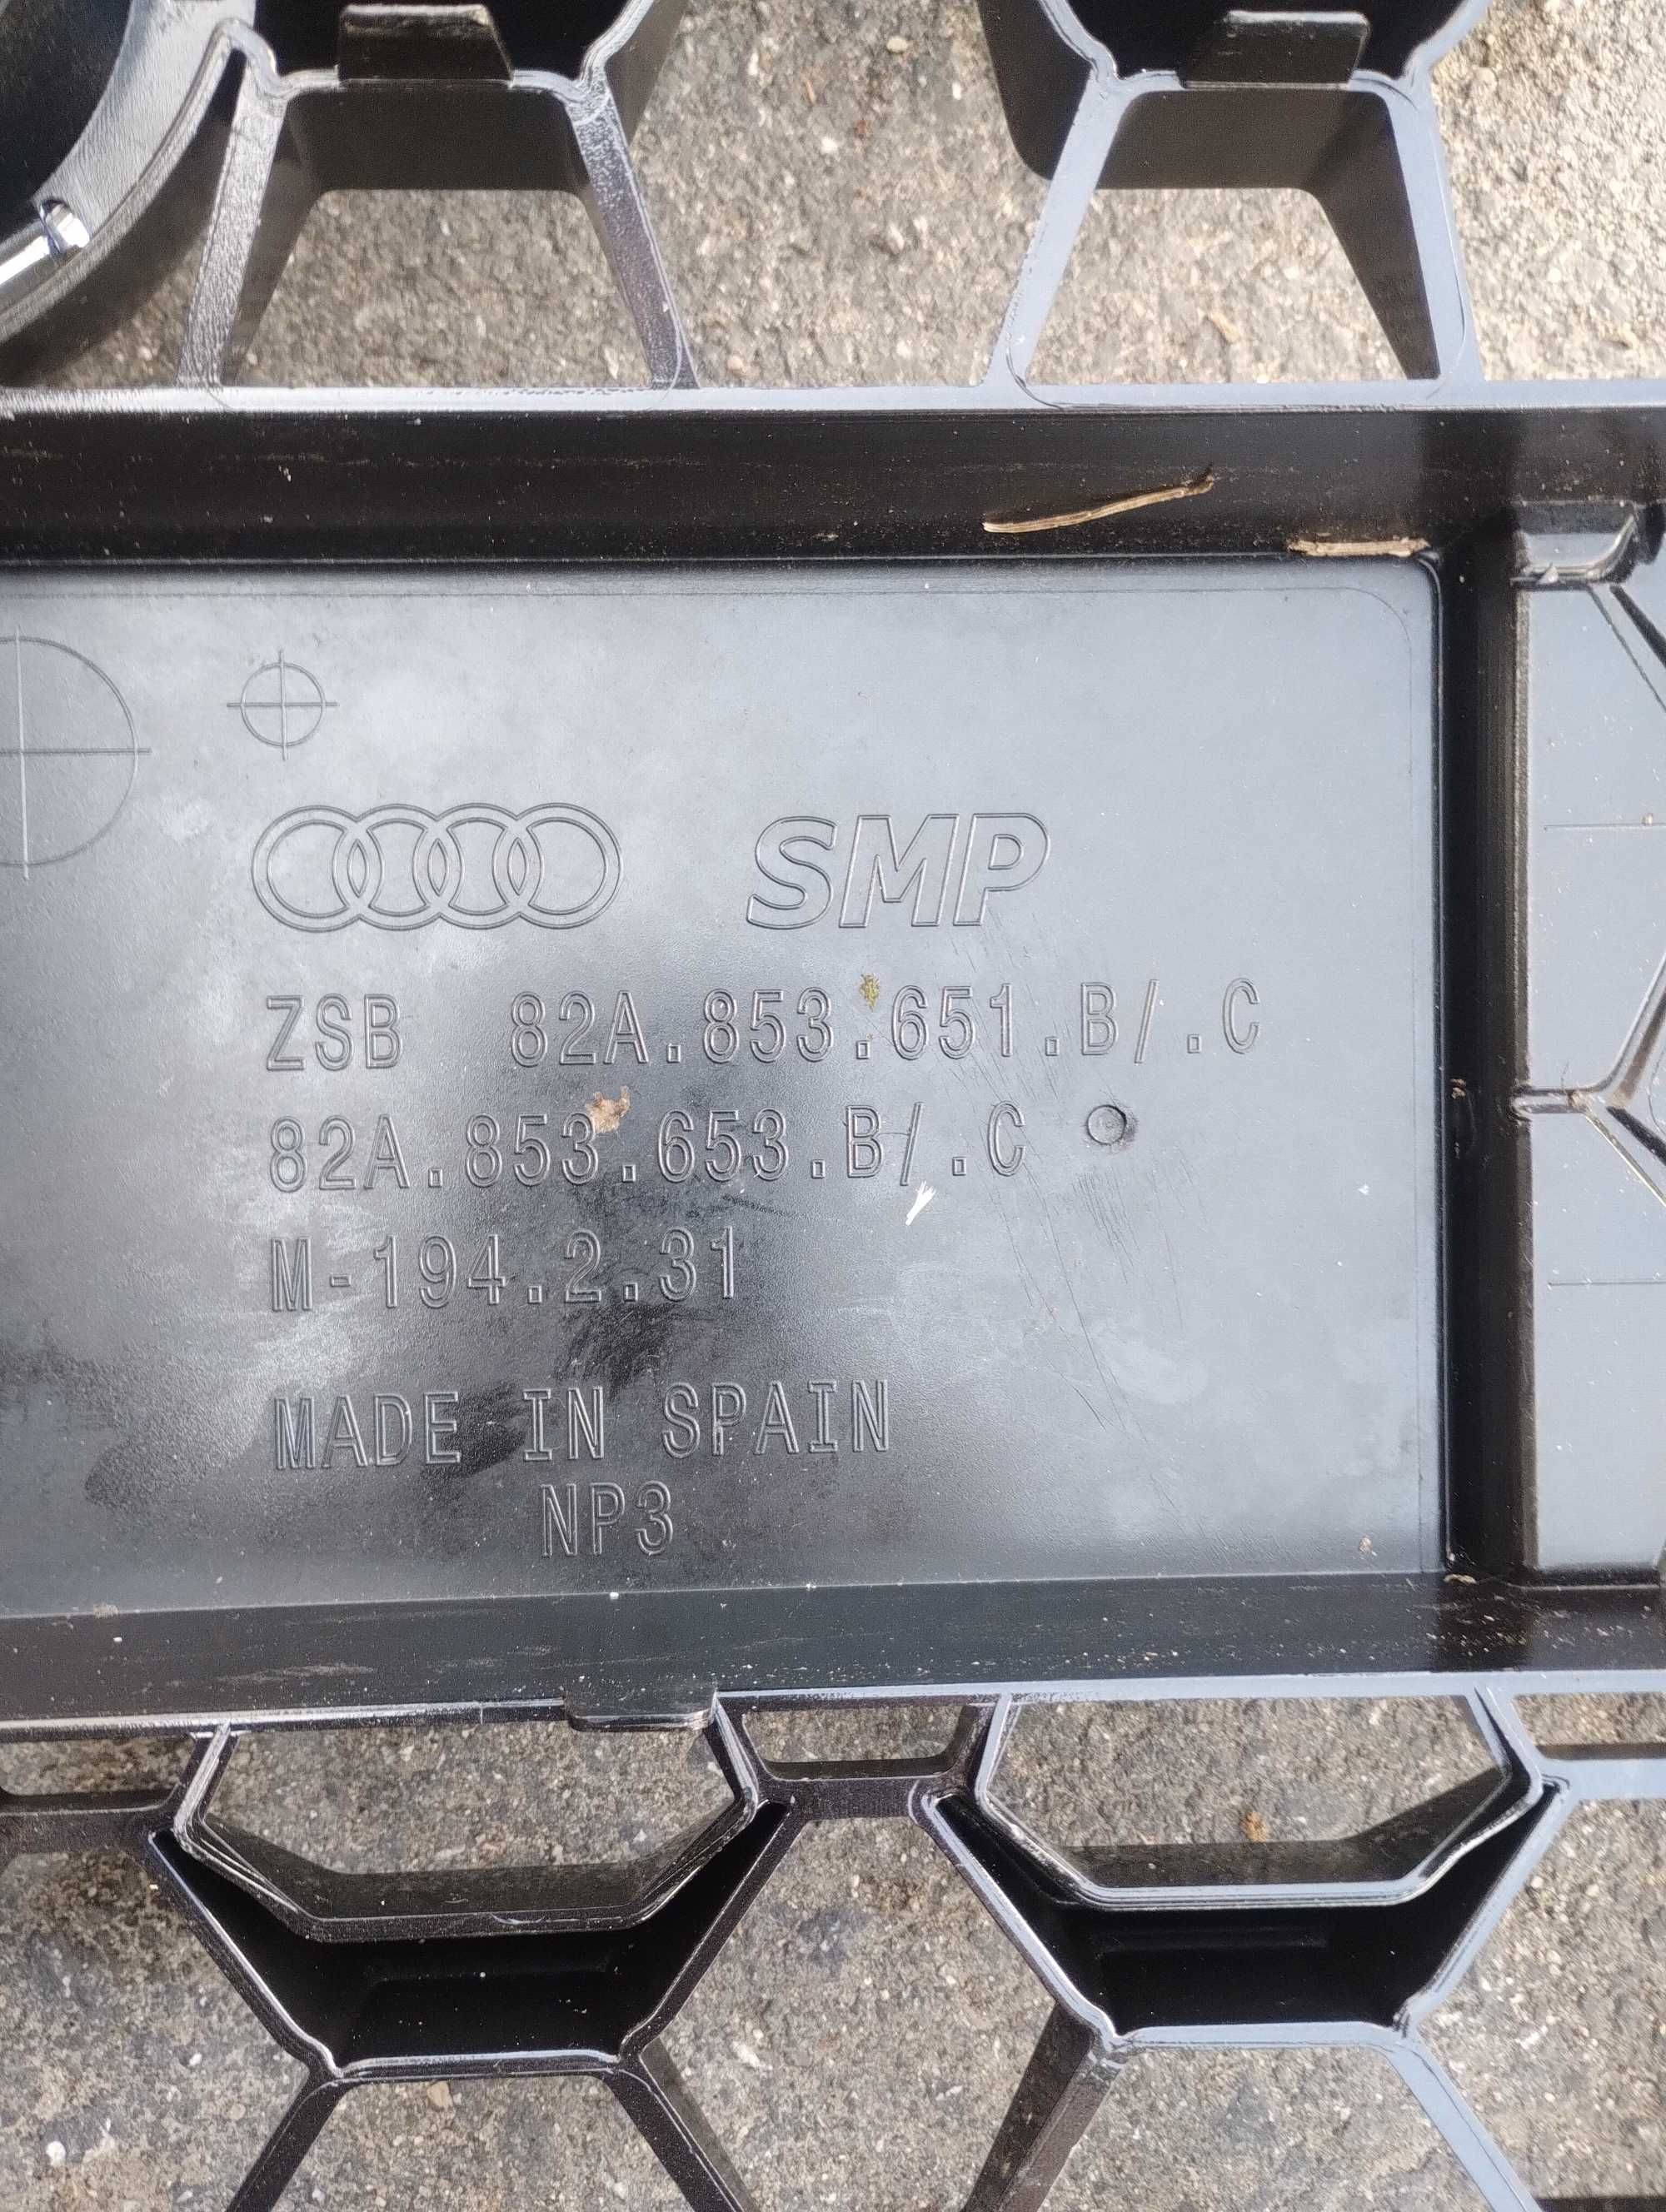 SMP
ZSB 82A.853.651.B/.C
82A.853.653.B/.C
M-194.2.31
MADE IN SPAIN
NP3